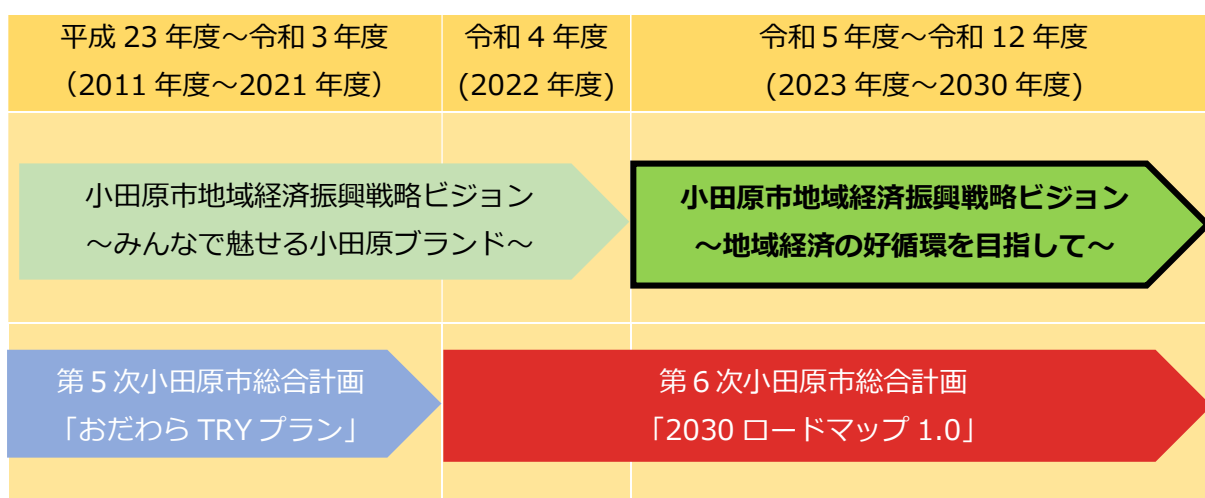 平成 23 年度～令和３年度
（2011 年度～2021 年度）
令和 4 年度
(2022 年度)
令和５年度～令和 12 年度
(2023 年度～2030 年度)
小田原市地域経済振興戦略ビジョン
～みんなで魅せる小田原ブランド～
小田原市地域経済振興戦略ビジョン
～地域経済の好循環を目指して～
第５次小田原市総合計画
「おだわら TRY プラン」
第６次小田原市総合計画
「2030 ロードマップ 1.0」